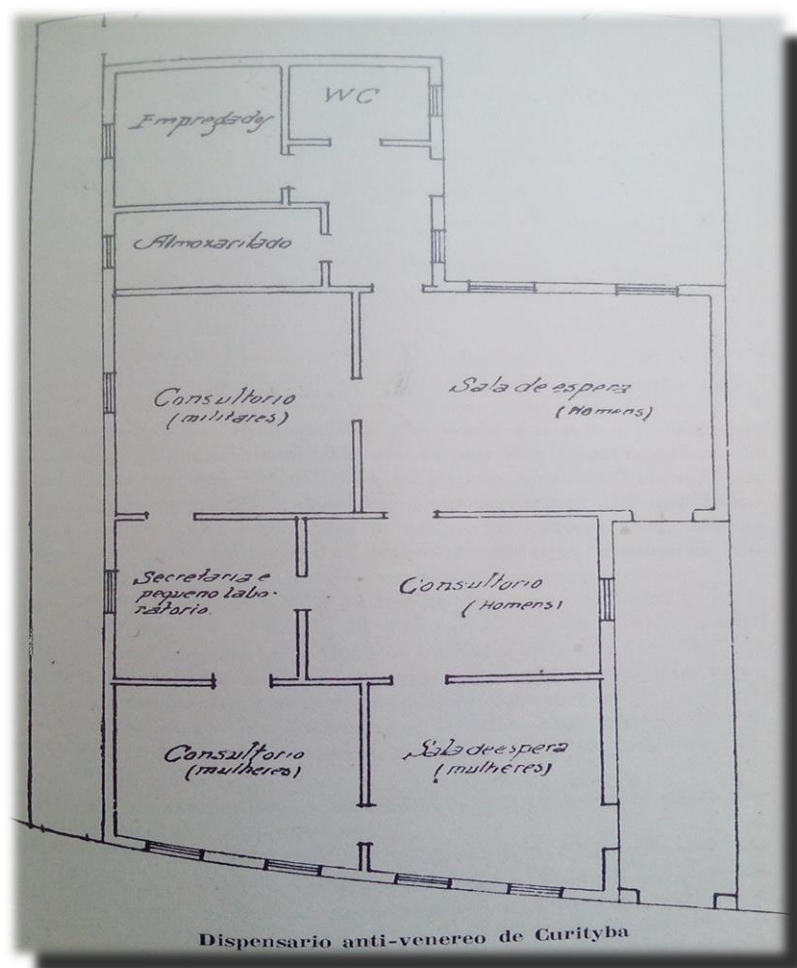 WC
Empregados
Almoxarifado
Consultorio
(militares)
Sala de espera
(Homens)
Secretaria e
pequeno labo-
ratorio.
Consultorio
(Homens)
Consultorio
(mulheres)
Sala de espera
(mulheres)
Dispensario anti-venereo de Curityba